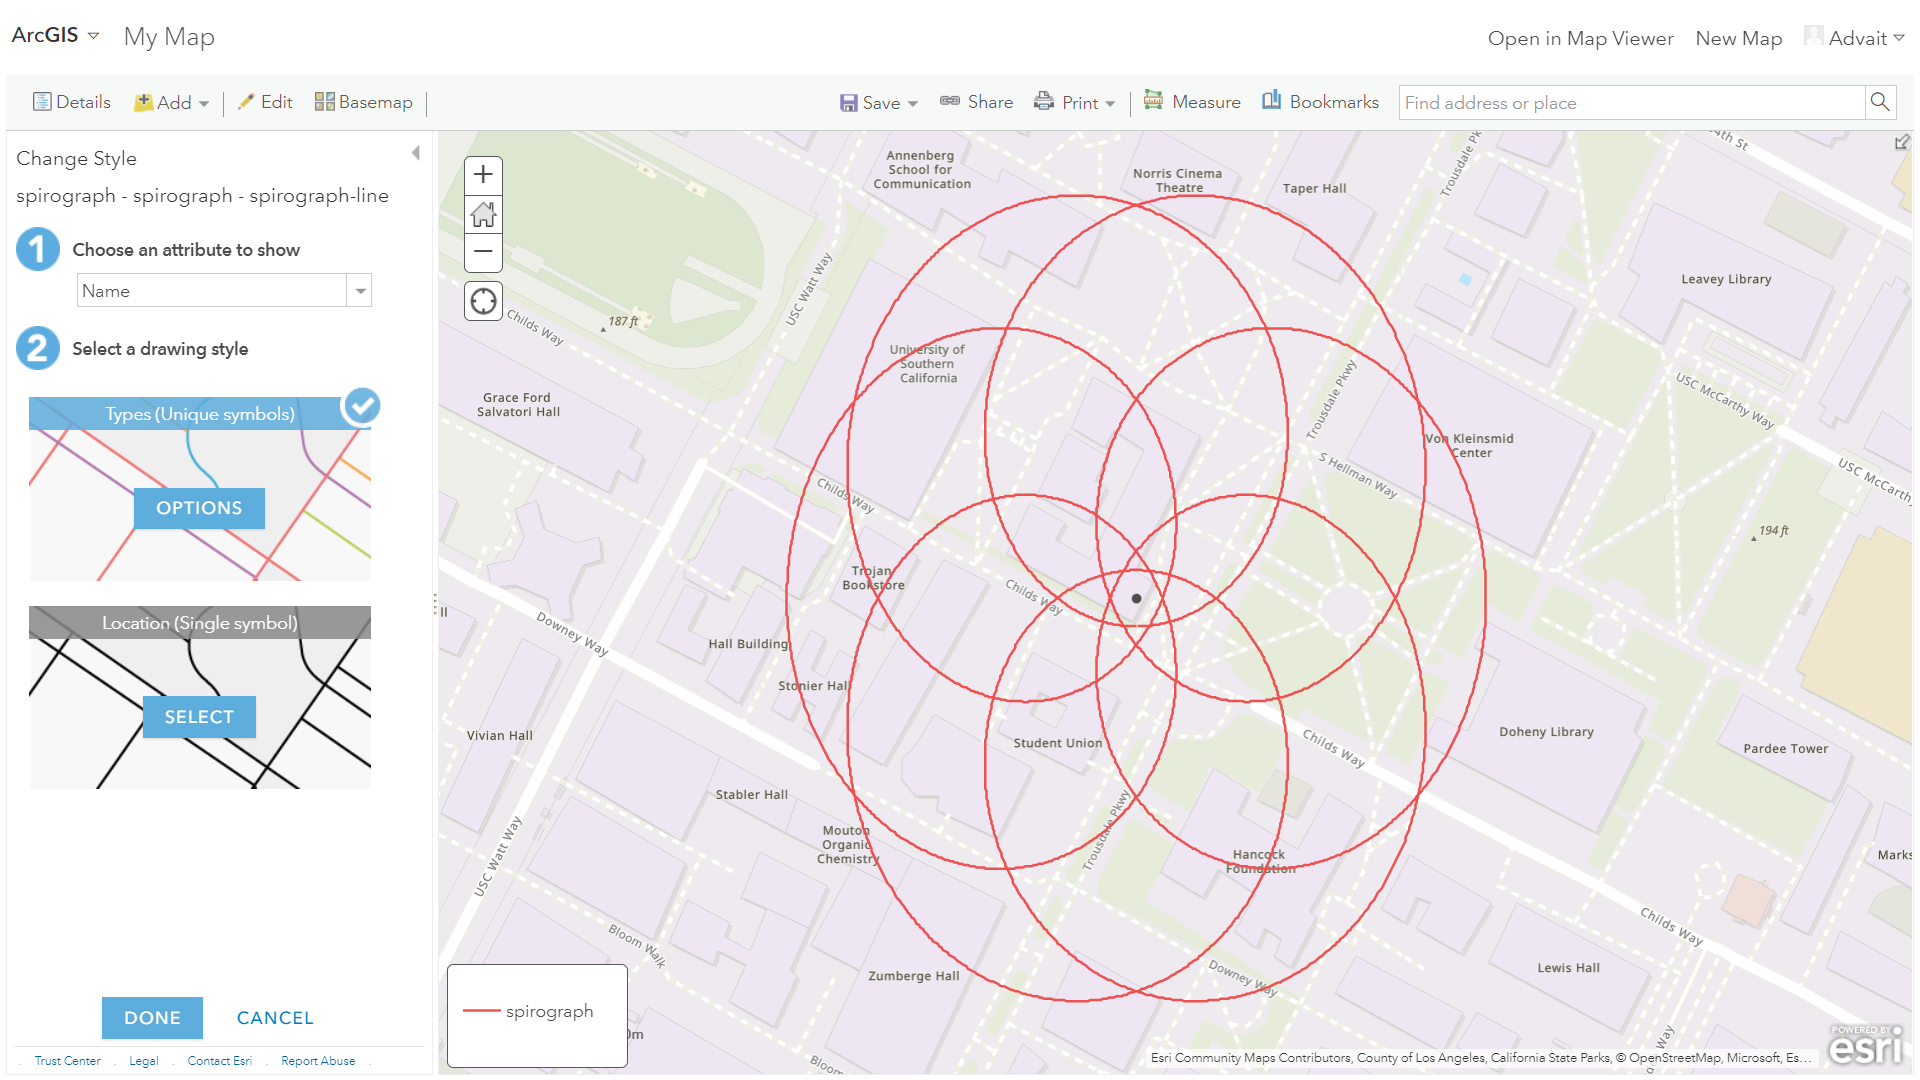 ArcGIS
My Map
Open in Map Viewer
New Map
Advait
Details
Add
Edit
Basemap
Save
Share
Print
Measure
Bookmarks
Find address or place
Change Style
spirograph - spirograph - spirograph-line
1
Choose an attribute to show
Name
2
Select a drawing style
Types (Unique symbols)
OPTIONS
Location (Single symbol)
SELECT
DONE
CANCEL
Trust Center
Legal
Contact Esri
Report Abuse
+
−
Annenberg
School for
Communication
Norris Cinema
Theatre
Taper Hall
Trousdale Pk
4th St
Leavey Library
USC Watt Way
187 ft
Childs Way
University of
Southern
California
Grace Ford
Salvatori Hall
Trousdale Pkwy
USC McCarthy Way
Von Kleinsmid
Center
S Hellman Way
USC McCarthy
Childs Way
194 ft
Trojan
Bookstore
Childs Way
ll
Downey Way
Hall Building
Stonier Hall
Vivian Hall
Student Union
Childs Way
Doheny Library
Pardee Tower
Stabler Hall
Trousdale Pkwy
Mouton
Organic
Chemistry
USC Watt Way
Hancock
Foundation
Marks
Childs Way
Bloom Walk
Zumberge Hall
Downey Way
Lewis Hall
spirograph
0m
Bloom
s Way
Esri Community Maps Contributors, County of Los Angeles, California State Parks, © OpenStreetMap, Microsoft, Es...
POWERED BY
esri